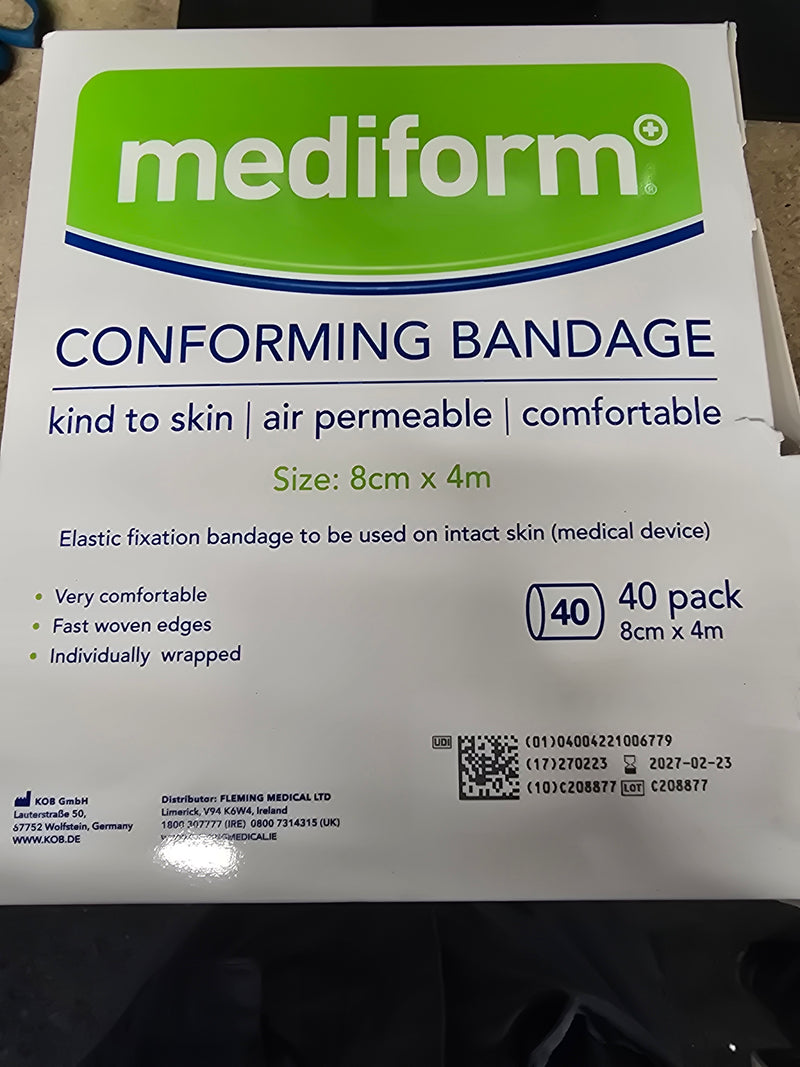 mediform®
CONFORMING BANDAGE
kind to skin | air permeable | comfortable
Size: 8cm x 4m
Elastic fixation bandage to be used on intact skin (medical device)
• Very comfortable
• Fast woven edges
• Individually wrapped
40
40 pack
8cm x 4m
UDI
(01)04004221006779
(17)270223 2027-02-23
(10)C208877 LOT C208877
KOB GmbH
Lauterstraße 50,
67752 Wolfstein, Germany
WWW.KOB.DE
Distributor: FLEMING MEDICAL LTD
Limerick, V94 K6W4, Ireland
1800 307777 (IRE) 0800 7314315 (UK)